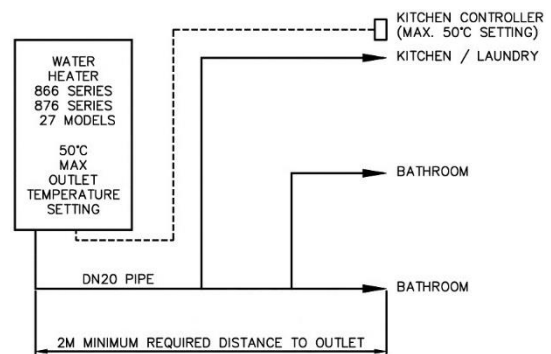 KITCHEN CONTROLLER
(MAX. 50°C SETTING)
KITCHEN / LAUNDRY
WATER
HEATER
866 SERIES
876 SERIES
27 MODELS
50°C
MAX
OUTLET
TEMPERATURE
SETTING
BATHROOM
DN20 PIPE
BATHROOM
2M MINIMUM REQUIRED DISTANCE TO OUTLET